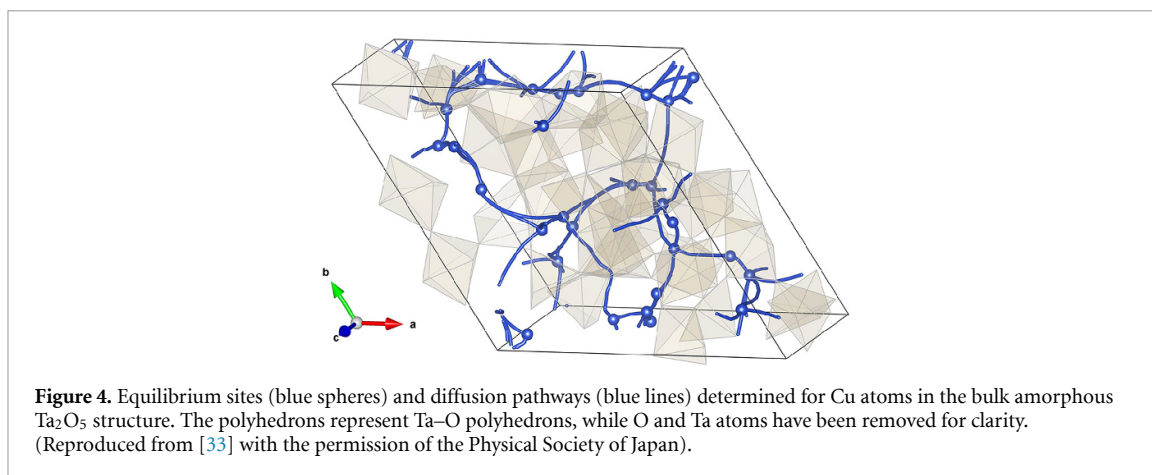 b
a
c
Figure 4. Equilibrium sites (blue spheres) and diffusion pathways (blue lines) determined for Cu atoms in the bulk amorphous
Ta₂O₅ structure. The polyhedrons represent Ta–O polyhedrons, while O and Ta atoms have been removed for clarity.
(Reproduced from [33] with the permission of the Physical Society of Japan).